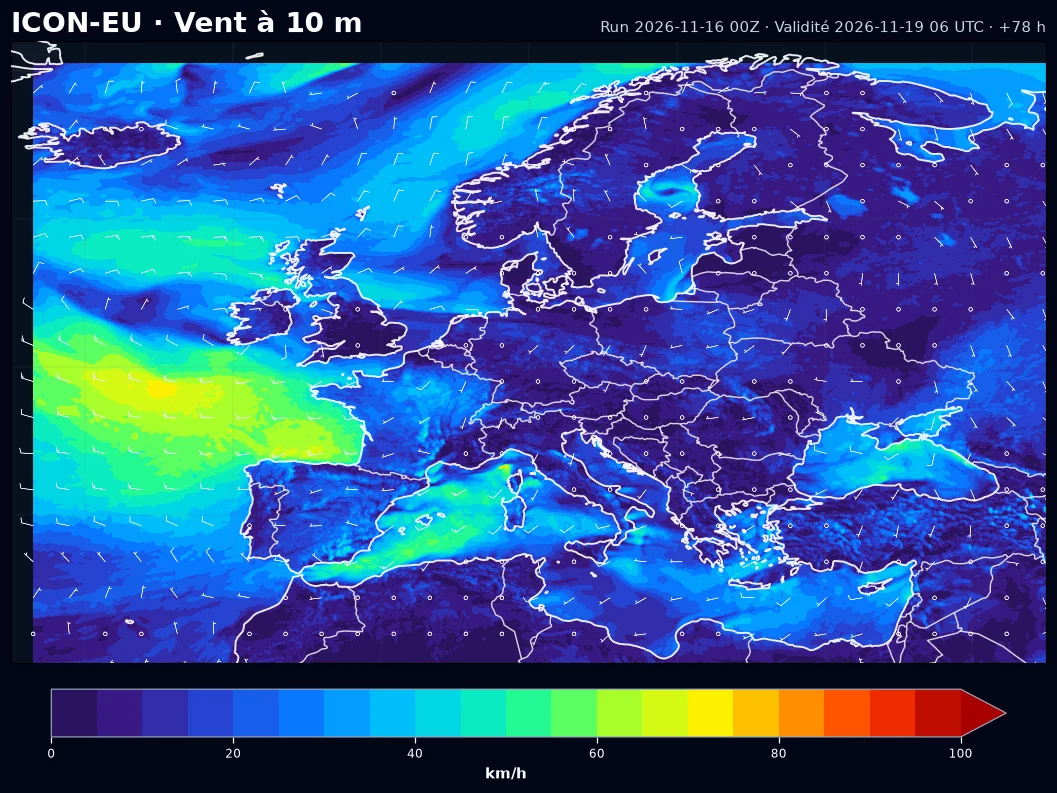 ICON-EU · Vent à 10 m
Run 2026-11-16 00Z · Validité 2026-11-19 06 UTC · +78 h
0 20 40 60 80 100
km/h